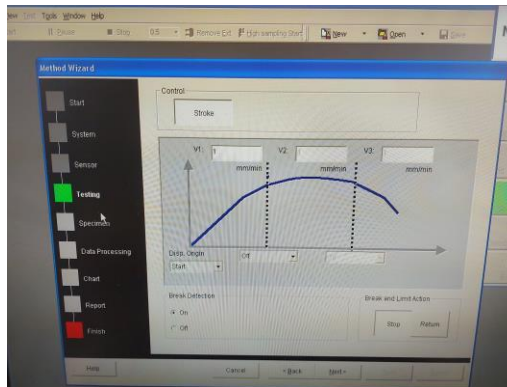 Test Tools Window Help
Pause Stop 0.5 Remove Ext High sampling Start New Open Save
Method Wizard
Start
System
Sensor
Testing
Specimen
Data Processing
Chart
Report
Finish
Control
Stroke
V1: 1 V2: V3:
mm/min mm/min mm/min
Disp. Origin
Start Off
Break Detection
On
Off
Break and Limit Action
Stop Return
Help Cancel < Back Next >